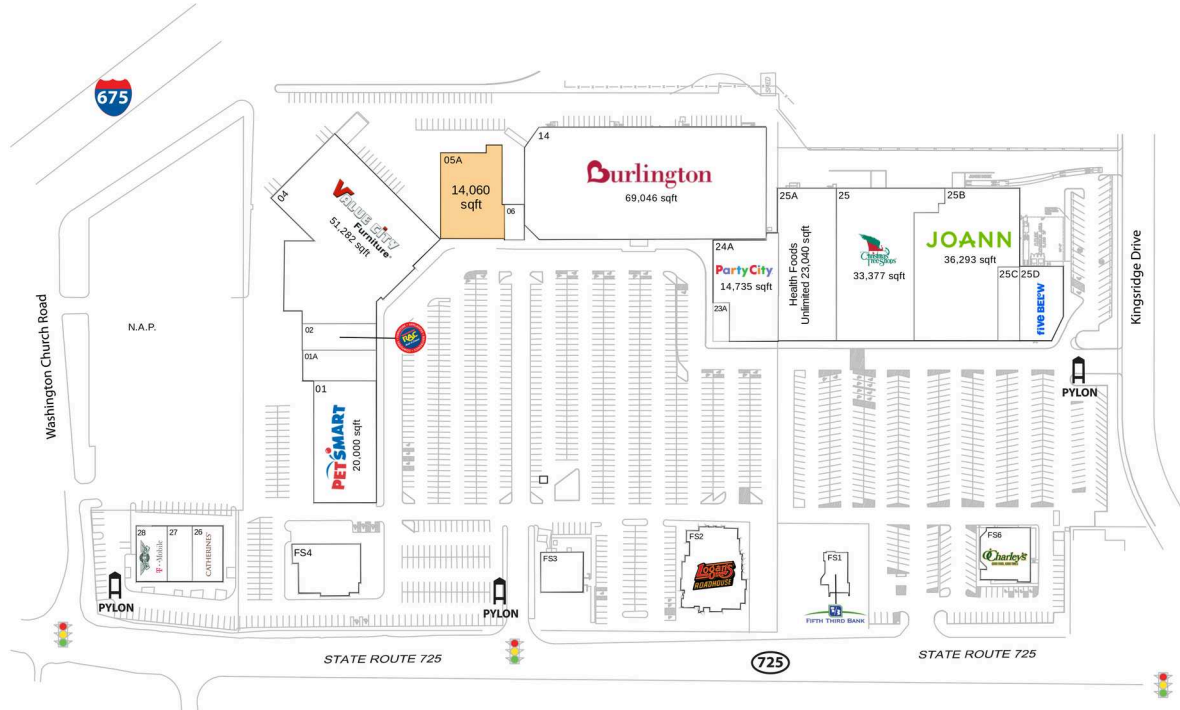 675
SHED
04
VALUE CITY
Furniture
51,282 sqft
05A
14,060
sqft
06
14
Burlington
69,046 sqft
24A
PartyCity
14,735 sqft
23A
25A
Health Foods
Unlimited 23,040 sqft
25
Christmas
Tree Shops
33,377 sqft
25B
JOANN
36,293 sqft
25C
25D
five BEL°W
Kingsridge Drive
Washington Church Road
N.A.P.
02
RAC
01A
01
PETSMART
20,000 sqft
PYLON
28
27
T-Mobile
26
CATHERINES
PYLON
FS4
PYLON
FS3
FS2
Logan's
ROADHOUSE
FS1
FIFTH THIRD BANK
FS6
O'Charley's
STATE ROUTE 725
725
STATE ROUTE 725